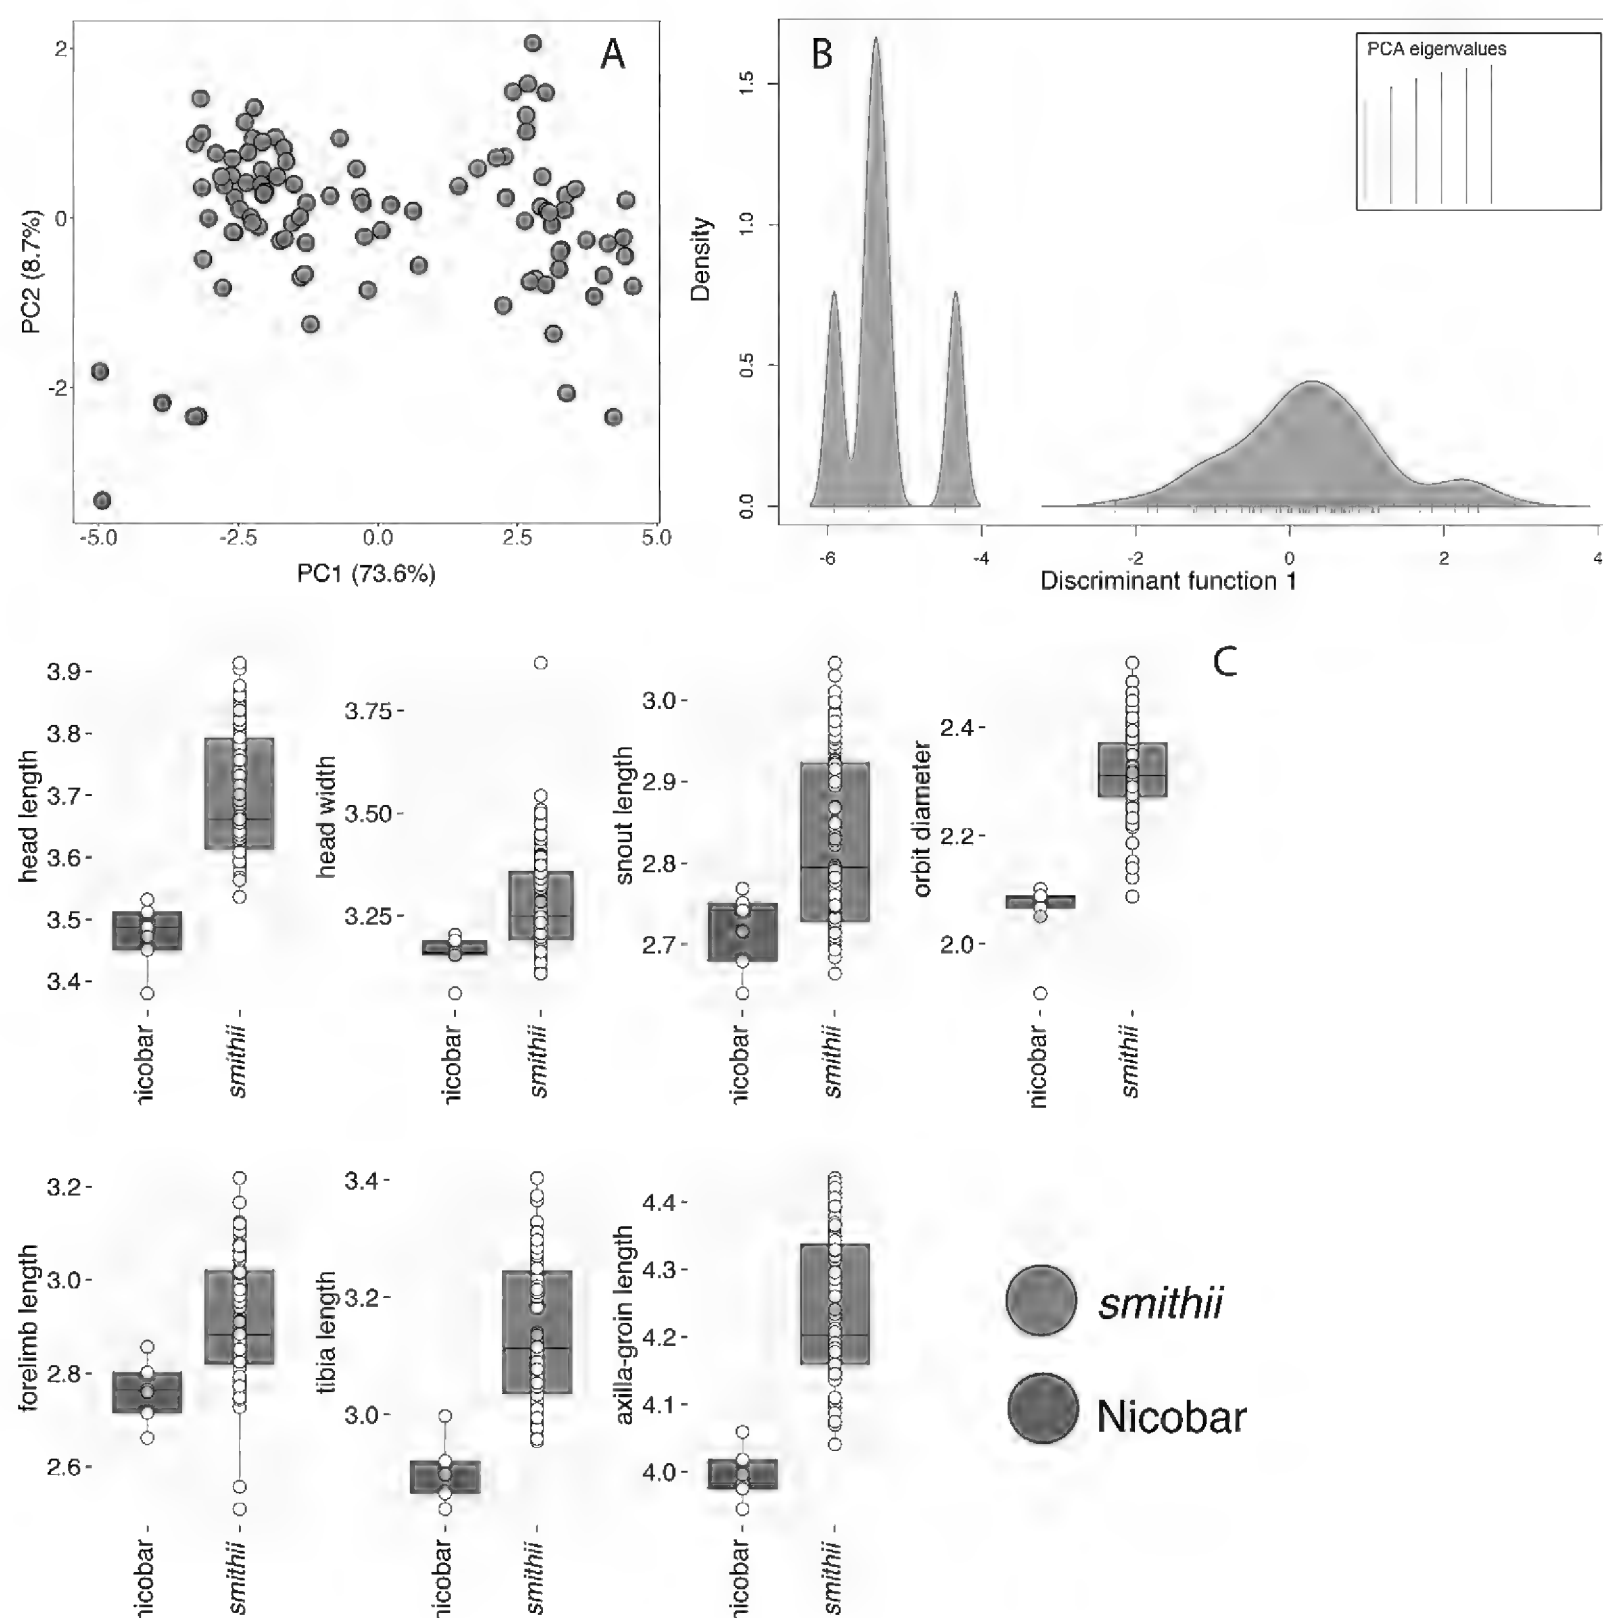 A
2
0
-2
PC2 (8.7%)
-5.0 -2.5 0.0 2.5 5.0
PC1 (73.6%)
B
PCA eigenvalues
1.5
1.0
0.5
0.0
Density
-6 -4 -2 0 2 4
Discriminant function 1
C
head length
3.9
3.8
3.7
3.6
3.5
3.4
nicobar
smithii
head width
3.75
3.50
3.25
nicobar
smithii
snout length
3.0
2.9
2.8
2.7
nicobar
smithii
orbit diameter
2.4
2.2
2.0
nicobar
smithii
forelimb length
3.2
3.0
2.8
2.6
nicobar
smithii
tibia length
3.4
3.2
3.0
nicobar
smithii
axilla-groin length
4.4
4.3
4.2
4.1
4.0
nicobar
smithii
smithii
Nicobar